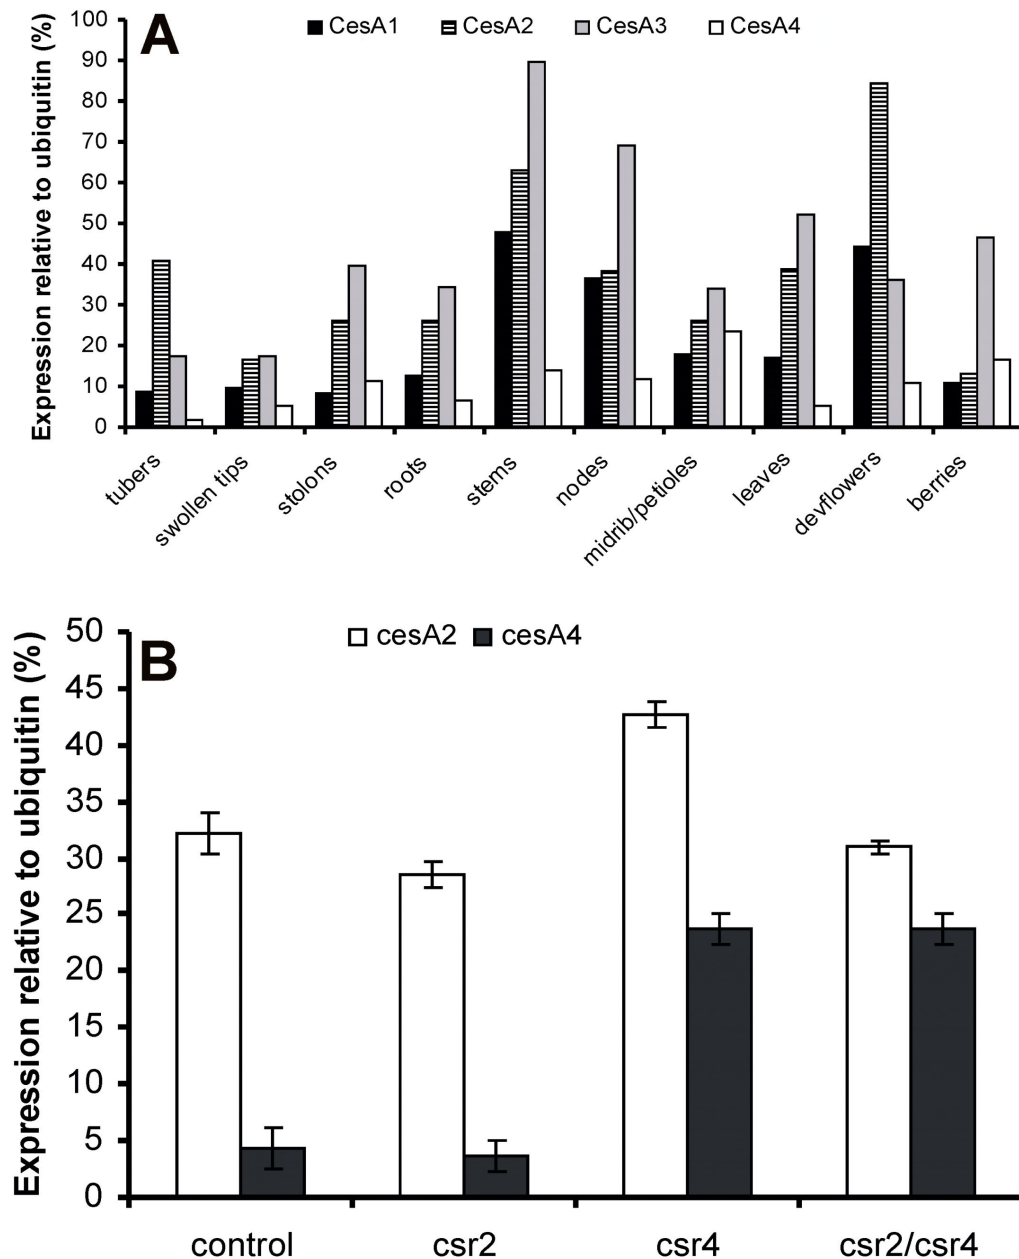 A
CesA1 CesA2 CesA3 CesA4
Expression relative to ubiquitin (%)
100
90
80
70
60
50
40
30
20
10
0
tubers swollen tips stolons roots stems nodes midrib/petioles leaves devflowers berries
B
cesA2 cesA4
Expression relative to ubiquitin (%)
50
45
40
35
30
25
20
15
10
5
0
control csr2 csr4 csr2/csr4